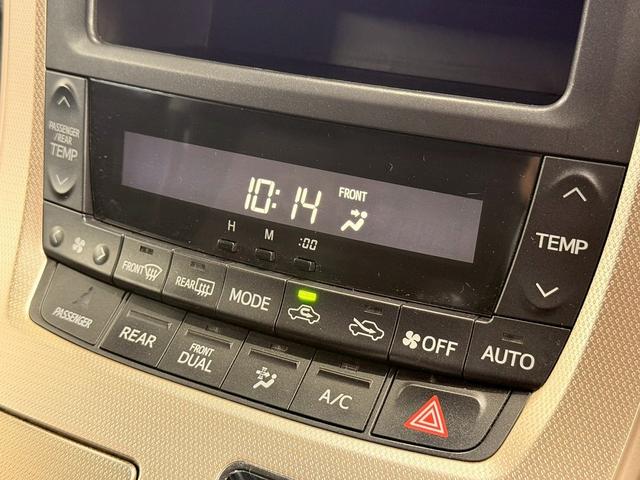 PASSENGER
/REAR
TEMP
10:14 FRONT
H M :00
TEMP
FRONT
REAR
MODE
OFF
AUTO
PASSENGER
REAR
FRONT
DUAL
A/C